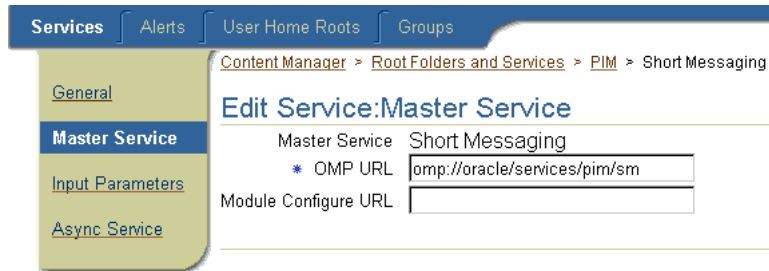 Services Alerts User Home Roots Groups
Content Manager > Root Folders and Services > PIM > Short Messaging
General
Edit Service:Master Service
Master Service
Master Service Short Messaging
* OMP URL omp://oracle/services/pim/sm
Input Parameters
Module Configure URL
Async Service